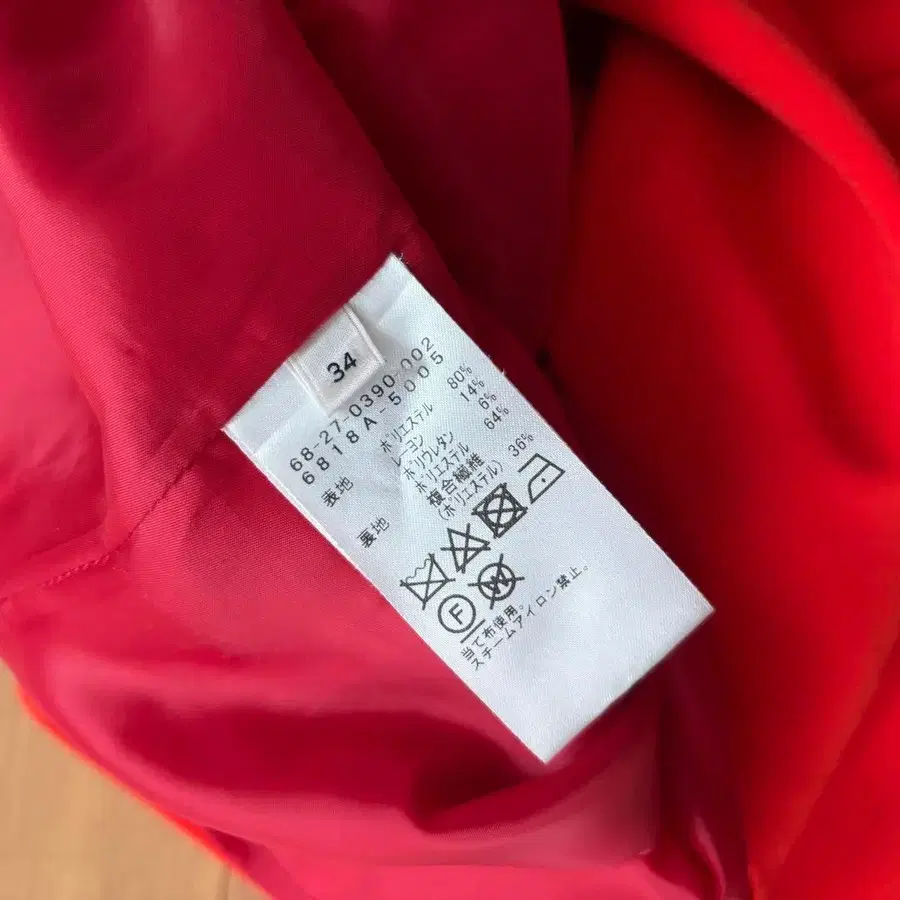 34
68-27-0390-002
6818A-5005
表地 ポリエステル 80%
レーヨン 14%
ポリウレタン 6%
裏地 ポリエステル 64%
複合繊維 36%
(ポリエステル)
F W
当て布使用。
スチームアイロン禁止。